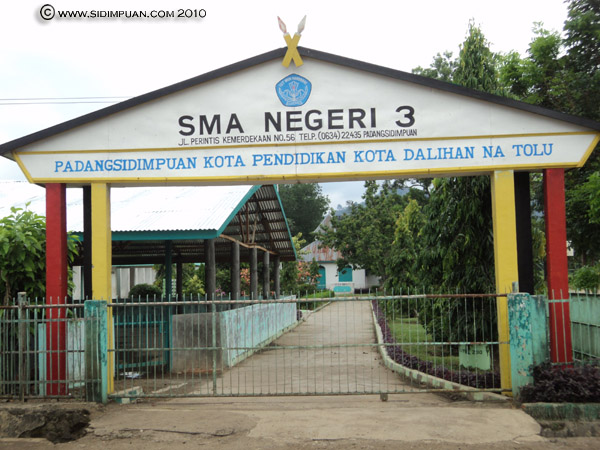 © www.sidimpuan.com 2010
SMA NEGERI 3
JL. PERINTIS KEMERDEKAAN NO.56 TELP. (0634) 22435 PADANGSIDIMPUAN
PADANGSIDIMPUAN KOTA PENDIDIKAN KOTA DALIHAN NA TOLU